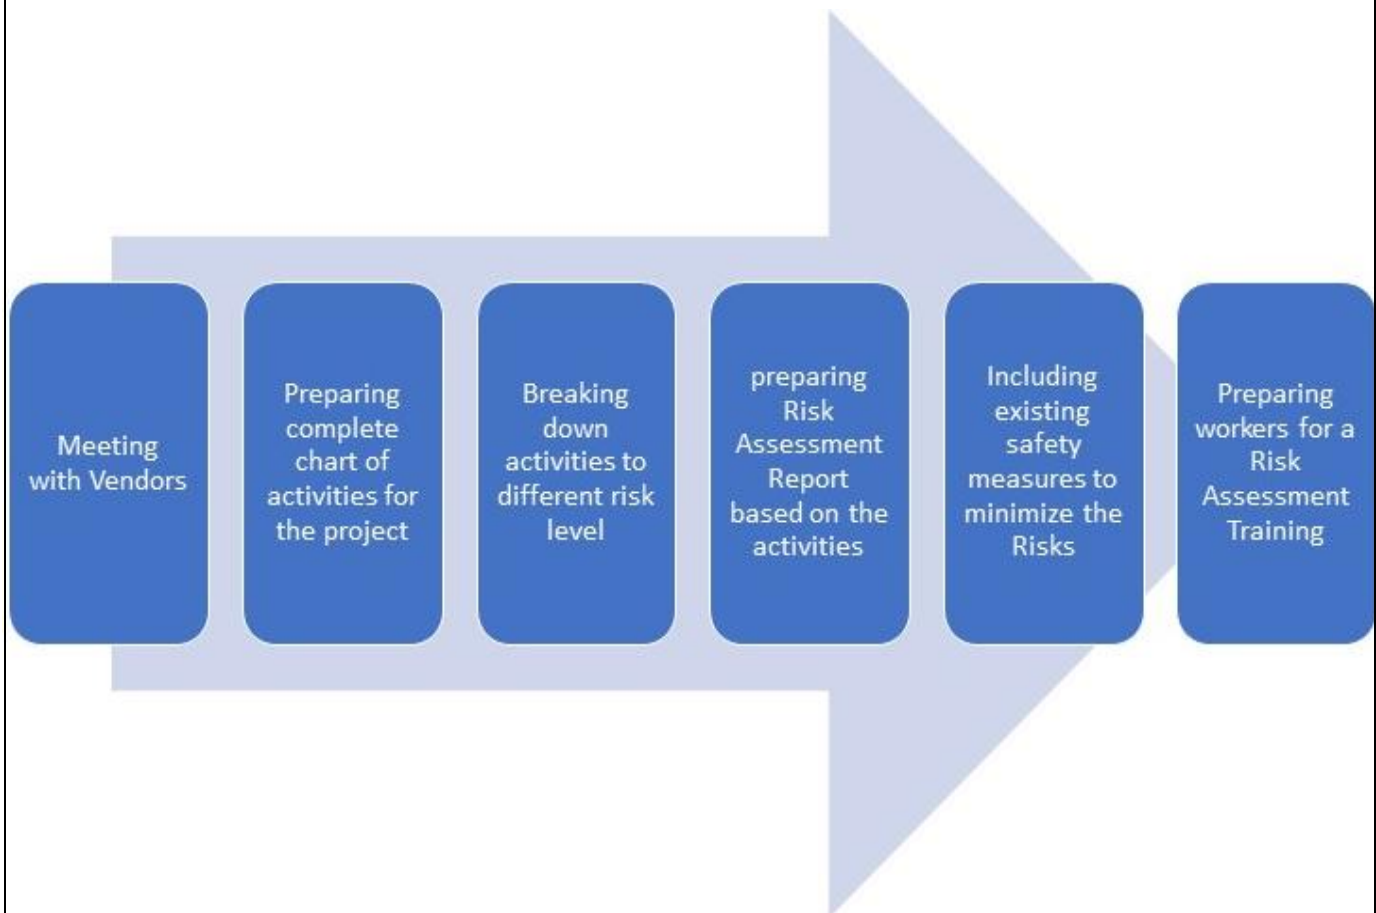 Meeting
with Vendors
Preparing
complete
chart of
activities for
the project
Breaking
down
activities to
different risk
level
preparing
Risk
Assessment
Report
based on the
activities
Including
existing
safety
measures to
minimize the
Risks
Preparing
workers for a
Risk
Assessment
Training